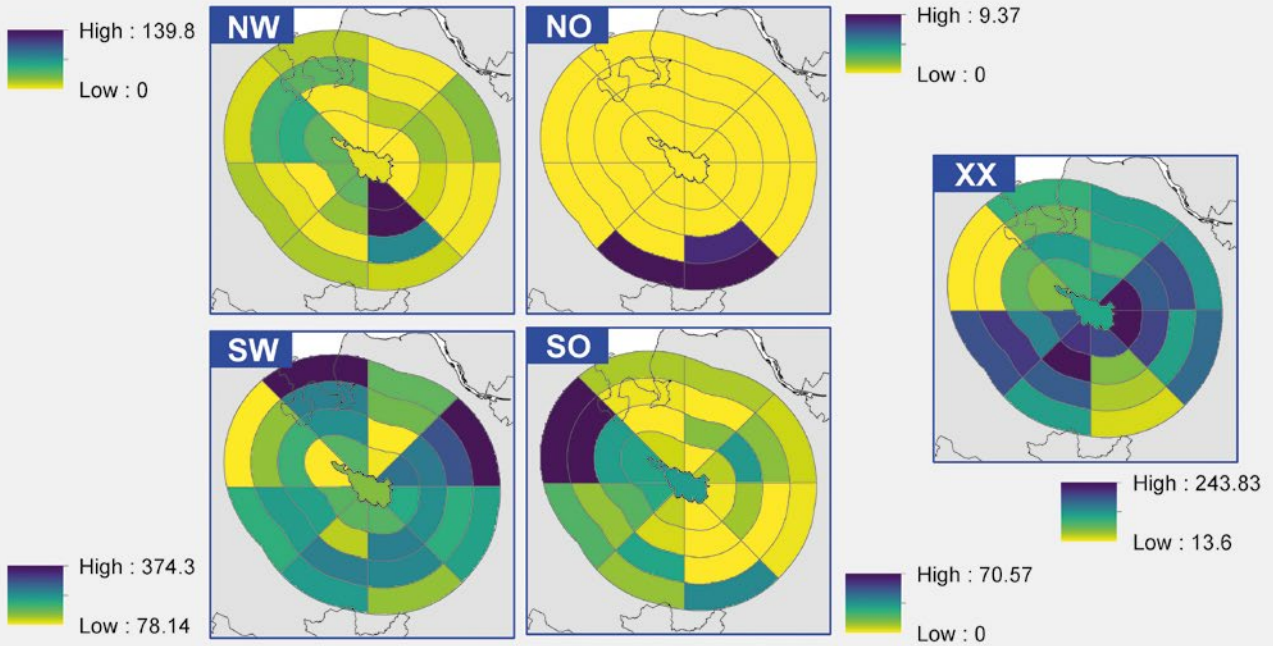 High : 139.8
Low : 0
NW
NO
High : 9.37
Low : 0
XX
SW
SO
High : 243.83
Low : 13.6
High : 374.3
Low : 78.14
High : 70.57
Low : 0